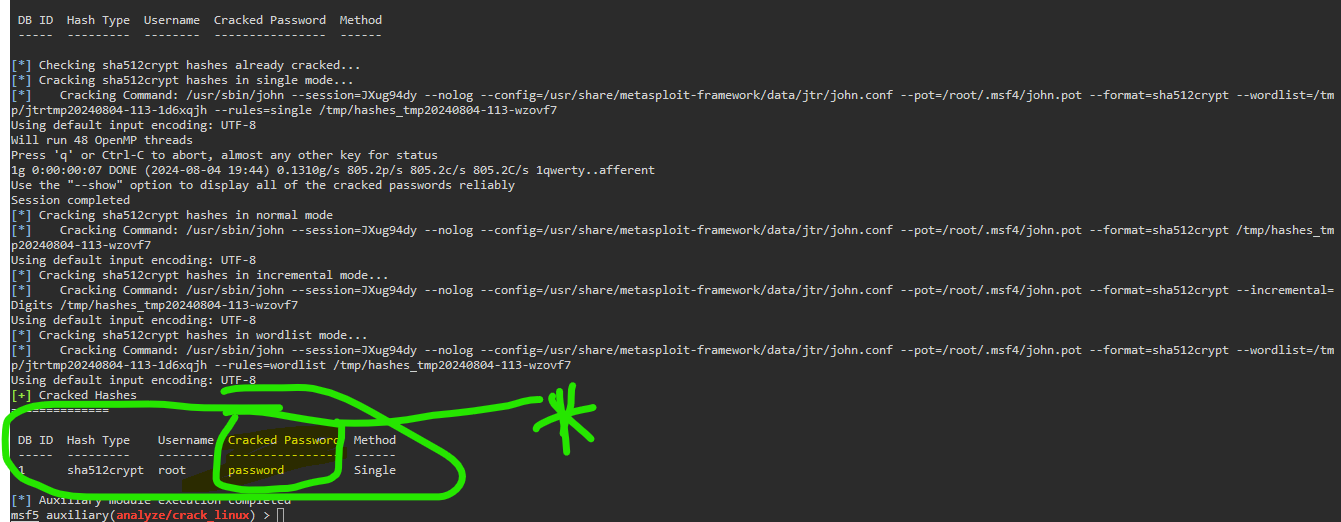 DB ID  Hash Type  Username  Cracked Password  Method
-----  ---------  --------  ----------------  ------
[*] Checking sha512crypt hashes already cracked...
[*] Cracking sha512crypt hashes in single mode...
[*]    Cracking Command: /usr/sbin/john --session=JXug94dy --nolog --config=/usr/share/metasploit-framework/data/jtr/john.conf --pot=/root/.msf4/john.pot --format=sha512crypt --wordlist=/tm
p/jtrtmp20240804-113-1d6xqjh --rules=single /tmp/hashes_tmp20240804-113-wzovf7
Using default input encoding: UTF-8
Will run 48 OpenMP threads
Press 'q' or Ctrl-C to abort, almost any other key for status
1g 0:00:00:07 DONE (2024-08-04 19:44) 0.1310g/s 805.2p/s 805.2c/s 805.2C/s 1qwerty..afferent
Use the "--show" option to display all of the cracked passwords reliably
Session completed
[*] Cracking sha512crypt hashes in normal mode
[*]    Cracking Command: /usr/sbin/john --session=JXug94dy --nolog --config=/usr/share/metasploit-framework/data/jtr/john.conf --pot=/root/.msf4/john.pot --format=sha512crypt /tmp/hashes_tm
p20240804-113-wzovf7
Using default input encoding: UTF-8
[*] Cracking sha512crypt hashes in incremental mode...
[*]    Cracking Command: /usr/sbin/john --session=JXug94dy --nolog --config=/usr/share/metasploit-framework/data/jtr/john.conf --pot=/root/.msf4/john.pot --format=sha512crypt --incremental=
Digits /tmp/hashes_tmp20240804-113-wzovf7
Using default input encoding: UTF-8
[*] Cracking sha512crypt hashes in wordlist mode...
[*]    Cracking Command: /usr/sbin/john --session=JXug94dy --nolog --config=/usr/share/metasploit-framework/data/jtr/john.conf --pot=/root/.msf4/john.pot --format=sha512crypt --wordlist=/tm
p/jtrtmp20240804-113-1d6xqjh --rules=wordlist /tmp/hashes_tmp20240804-113-wzovf7
Using default input encoding: UTF-8
[+] Cracked Hashes
==============
DB ID  Hash Type    Username  Cracked Password  Method
-----  ---------    --------  ----------------  ------
1      sha512crypt  root      password          Single
[*] Auxiliary module execution completed
msf5 auxiliary(analyze/crack_linux) >